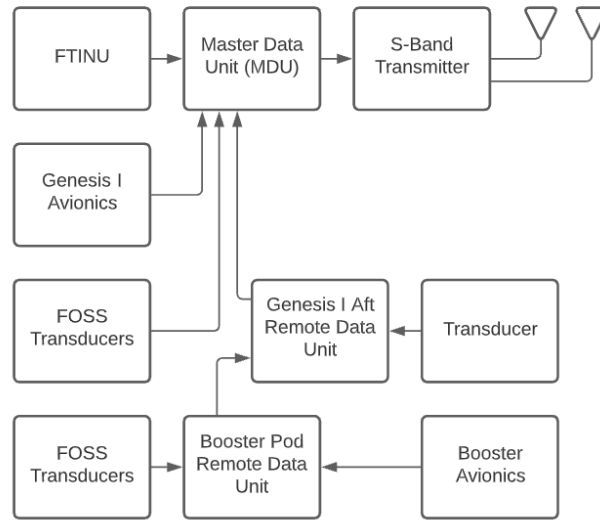 FTINU
Master Data
Unit (MDU)
S-Band
Transmitter
Genesis I
Avionics
FOSS
Transducers
Genesis I Aft
Remote Data
Unit
Transducer
FOSS
Transducers
Booster Pod
Remote Data
Unit
Booster
Avionics